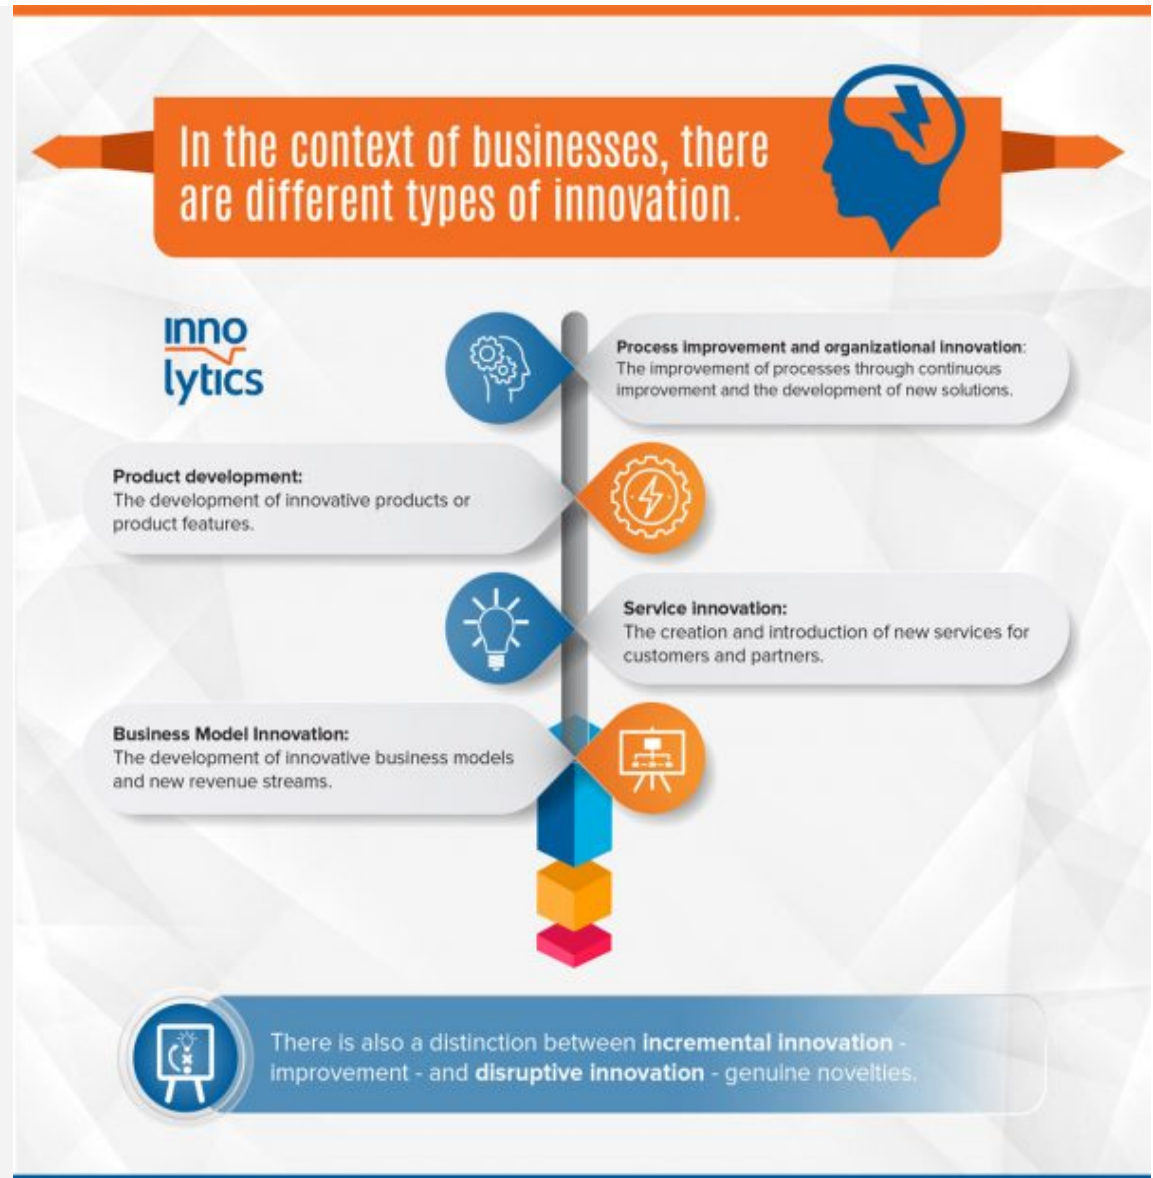 In the context of businesses, there
are different types of innovation.
inno
lytics
Process improvement and organizational innovation:
The improvement of processes through continuous
improvement and the development of new solutions.
Product development:
The development of innovative products or
product features.
Service innovation:
The creation and introduction of new services for
customers and partners.
Business Model Innovation:
The development of innovative business models
and new revenue streams.
There is also a distinction between incremental innovation -
improvement - and disruptive innovation - genuine novelties.